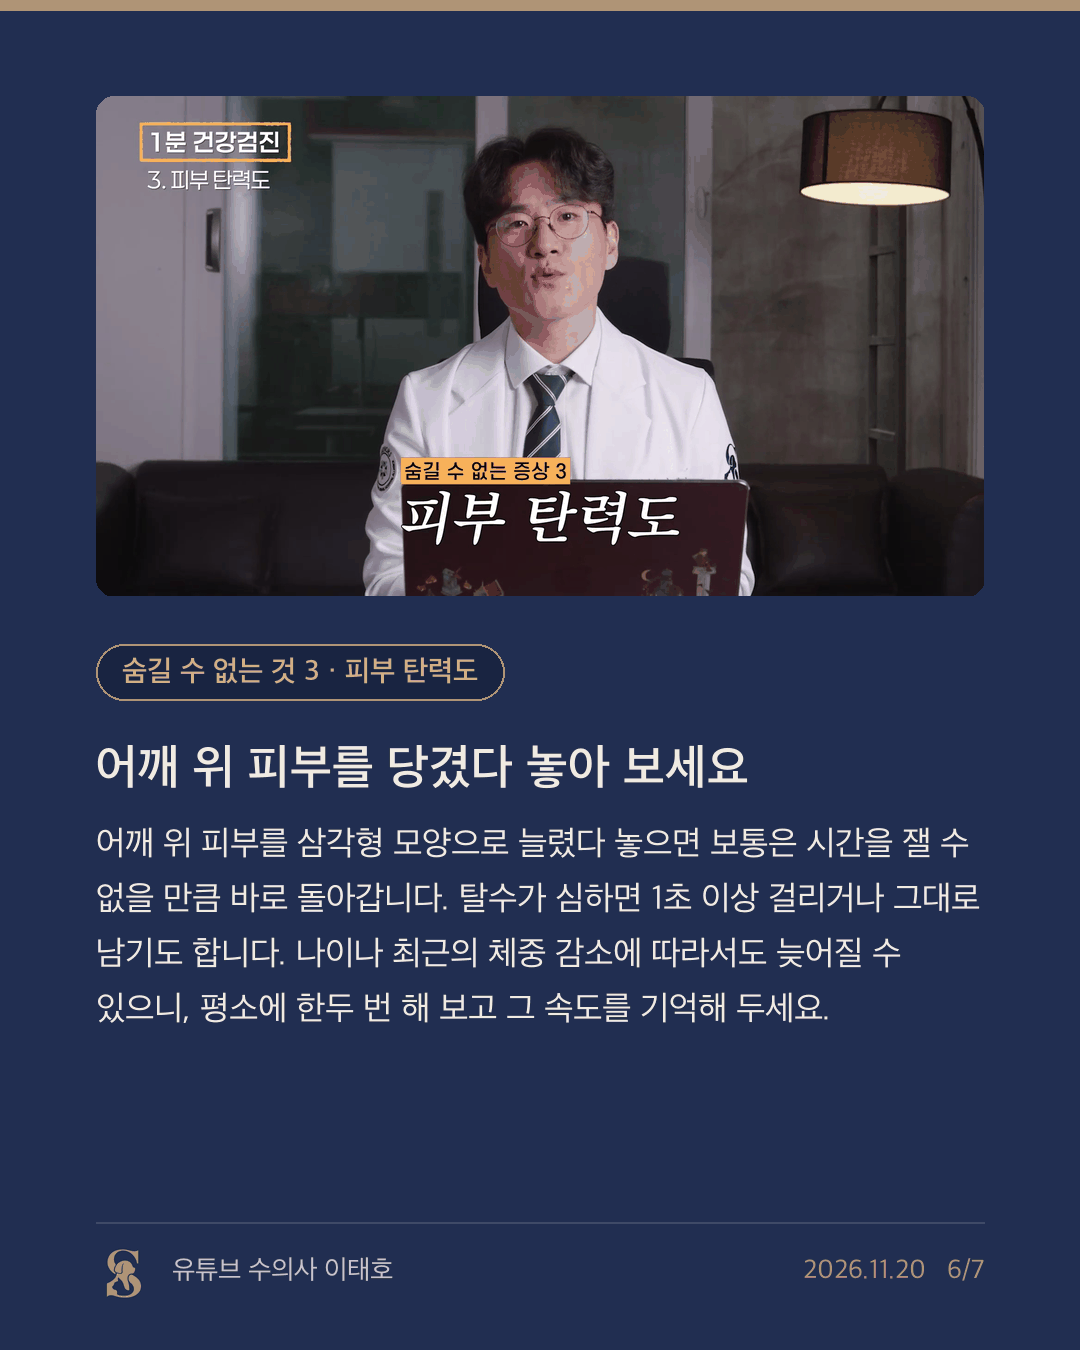 1분 건강검진
3. 피부 탄력도
숨길 수 없는 증상 3
피부 탄력도
숨길 수 없는 것 3 · 피부 탄력도
어깨 위 피부를 당겼다 놓아 보세요
어깨 위 피부를 삼각형 모양으로 늘렸다 놓으면 보통은 시간을 잴 수
없을 만큼 바로 돌아갑니다. 탈수가 심하면 1초 이상 걸리거나 그대로
남기도 합니다. 나이나 최근의 체중 감소에 따라서도 늦어질 수
있으니, 평소에 한두 번 해 보고 그 속도를 기억해 두세요.
유튜브 수의사 이태호
2026.11.20 6/7